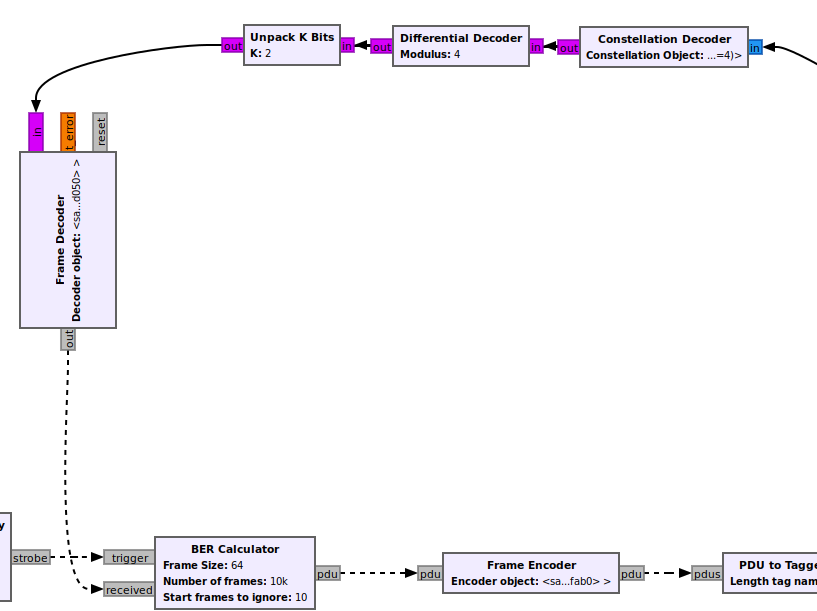 Unpack K Bits
K: 2
out
in
Differential Decoder
Modulus: 4
out
in
Constellation Decoder
Constellation Object: ...=4)>
out
in
in
t_error
reset
Frame Decoder
Decoder object: <sa...d050> >
out
y
strobe
trigger
received
BER Calculator
Frame Size: 64
Number of frames: 10k
Start frames to ignore: 10
pdu
pdu
Frame Encoder
Encoder object: <sa...fab0> >
pdu
pdus
PDU to Tagge
Length tag nam